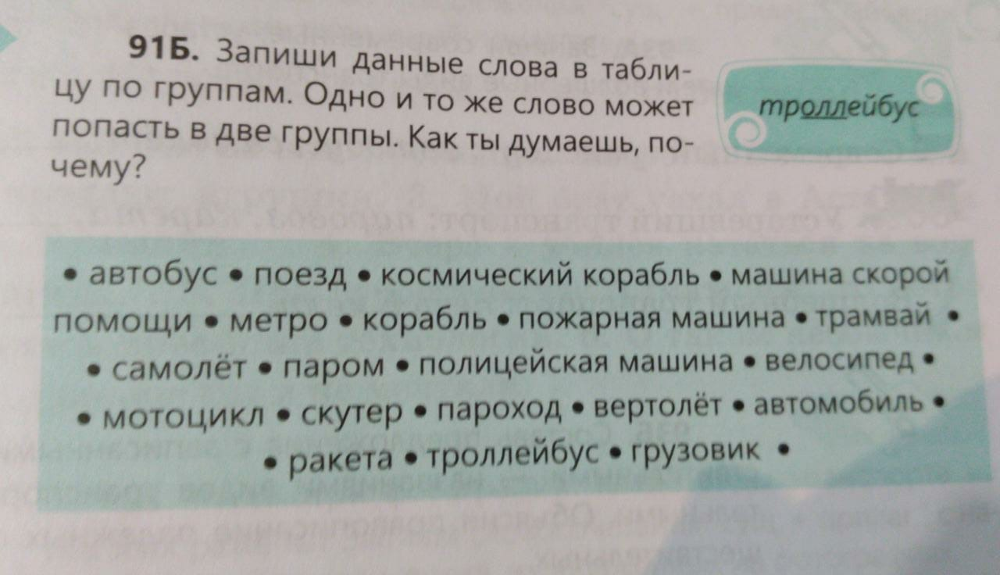 91Б. Запиши данные слова в табли-
цу по группам. Одно и то же слово может
попасть в две группы. Как ты думаешь, по-
чему?
троллейбус
• автобус • поезд • космический корабль • машина скорой
помощи • метро • корабль • пожарная машина • трамвай •
• самолёт • паром • полицейская машина • велосипед •
• мотоцикл • скутер • пароход • вертолёт • автомобиль •
• ракета • троллейбус • грузовик •